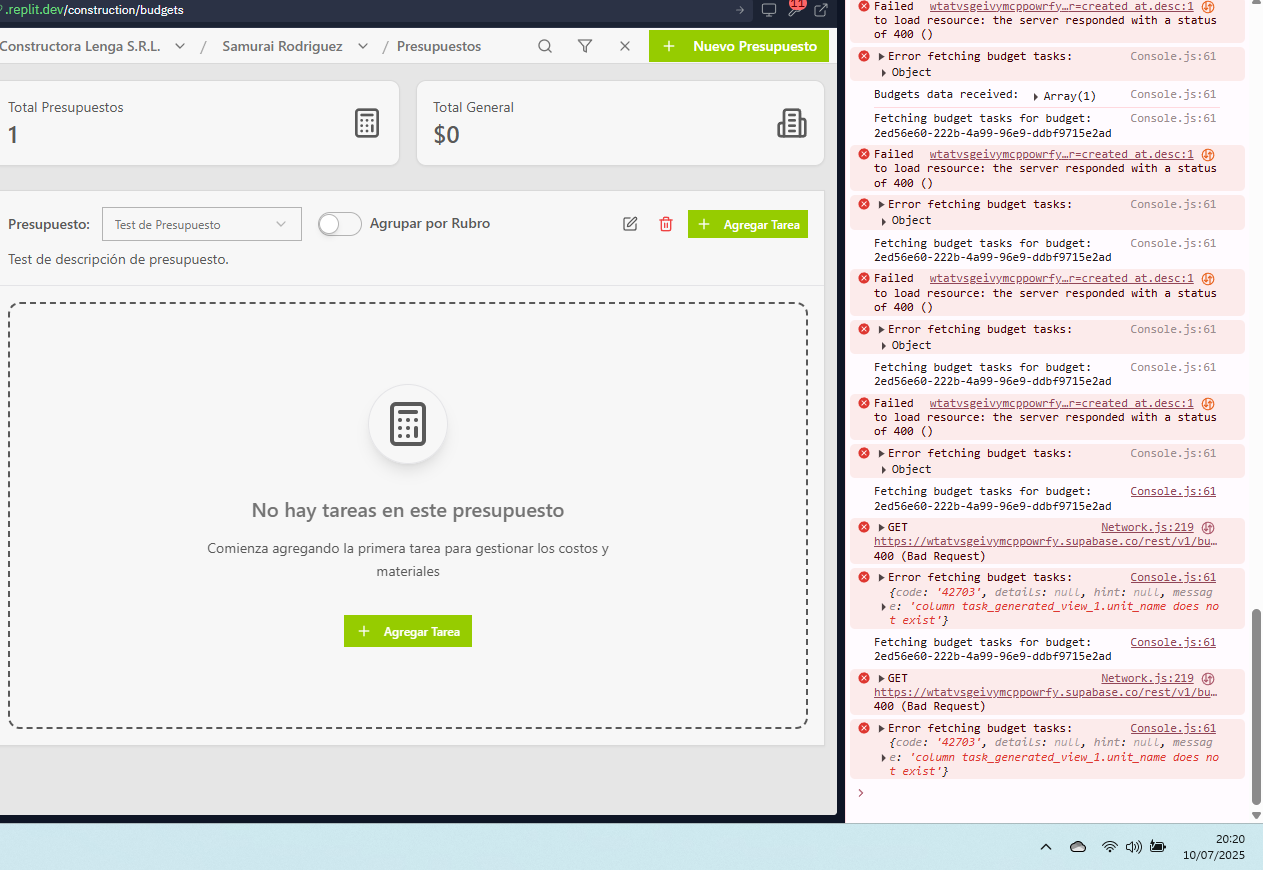 .replit.dev/construction/budgets
11
Constructora Lenga S.R.L. / Samurai Rodriguez / Presupuestos
+ Nuevo Presupuesto
Total Presupuestos
1
Total General
$0
Presupuesto: Test de Presupuesto Agrupar por Rubro + Agregar Tarea
Test de descripción de presupuesto.
No hay tareas en este presupuesto
Comienza agregando la primera tarea para gestionar los costos y
materiales
+ Agregar Tarea
Failed wtatvsgeivymcppowrfy…r=created_at.desc:1
to load resource: the server responded with a status
of 400 ()
Error fetching budget tasks: Console.js:61
Object
Budgets data received: Array(1) Console.js:61
Fetching budget tasks for budget: Console.js:61
2ed56e60-222b-4a99-96e9-ddbf9715e2ad
Failed wtatvsgeivymcppowrfy…r=created_at.desc:1
to load resource: the server responded with a status
of 400 ()
Error fetching budget tasks: Console.js:61
Object
Fetching budget tasks for budget: Console.js:61
2ed56e60-222b-4a99-96e9-ddbf9715e2ad
Failed wtatvsgeivymcppowrfy…r=created_at.desc:1
to load resource: the server responded with a status
of 400 ()
Error fetching budget tasks: Console.js:61
Object
Fetching budget tasks for budget: Console.js:61
2ed56e60-222b-4a99-96e9-ddbf9715e2ad
Failed wtatvsgeivymcppowrfy…r=created_at.desc:1
to load resource: the server responded with a status
of 400 ()
Error fetching budget tasks: Console.js:61
Object
Fetching budget tasks for budget: Console.js:61
2ed56e60-222b-4a99-96e9-ddbf9715e2ad
GET Network.js:219
https://wtatvsgeivymcppowrfy.supabase.co/rest/v1/bu…
400 (Bad Request)
Error fetching budget tasks: Console.js:61
{code: '42703', details: null, hint: null, messag
e: 'column task_generated_view_1.unit_name does no
t exist'}
Fetching budget tasks for budget: Console.js:61
2ed56e60-222b-4a99-96e9-ddbf9715e2ad
GET Network.js:219
https://wtatvsgeivymcppowrfy.supabase.co/rest/v1/bu…
400 (Bad Request)
Error fetching budget tasks: Console.js:61
{code: '42703', details: null, hint: null, messag
e: 'column task_generated_view_1.unit_name does no
t exist'}
20:20
10/07/2025